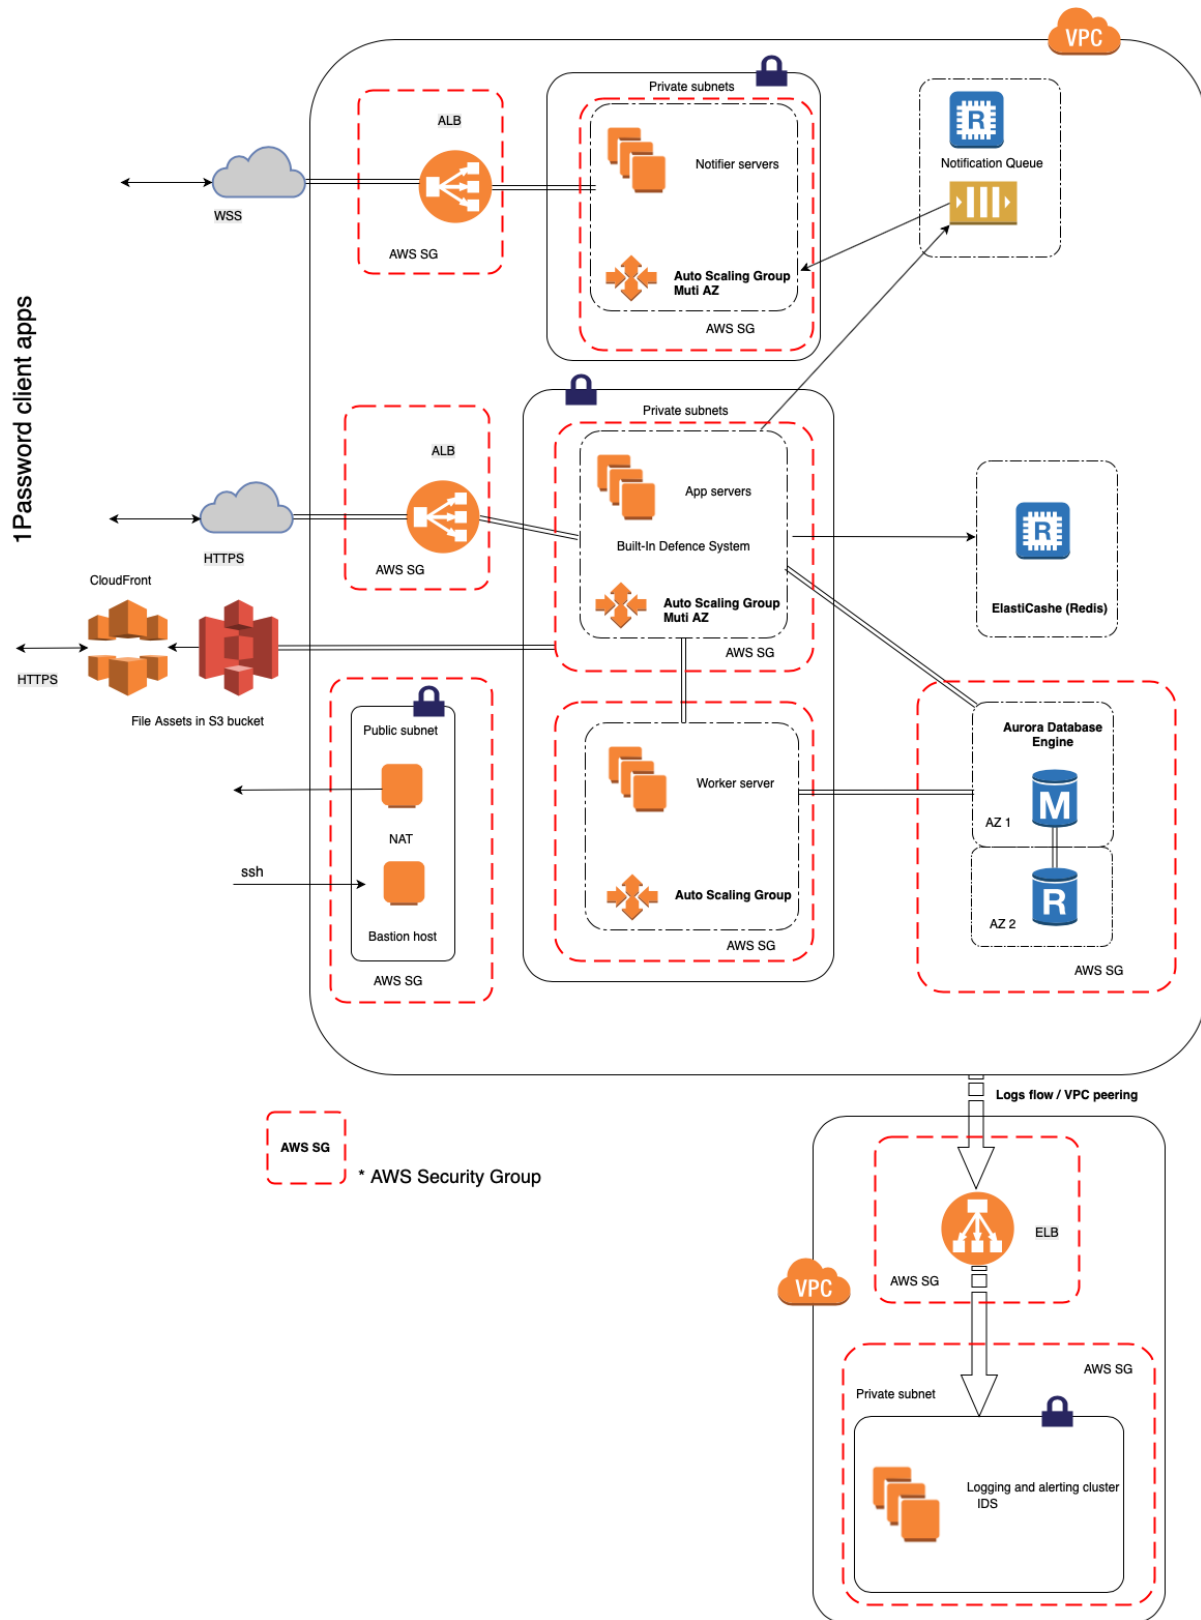 VPC
Private subnets
ALB
Notifier servers
R
Notification Queue
WSS
AWS SG
Auto Scaling Group
Muti AZ
AWS SG
1Password client apps
Private subnets
ALB
App servers
Built-In Defence System
R
HTTPS
AWS SG
CloudFront
Auto Scaling Group
Muti AZ
ElastiCashe (Redis)
AWS SG
HTTPS
File Assets in S3 bucket
Public subnet
Aurora Database
Engine
Worker server
M
AZ 1
NAT
ssh
Auto Scaling Group
R
AZ 2
Bastion host
AWS SG
AWS SG
AWS SG
Logs flow / VPC peering
AWS SG
* AWS Security Group
ELB
AWS SG
VPC
AWS SG
Private subnet
Logging and alerting cluster
IDS